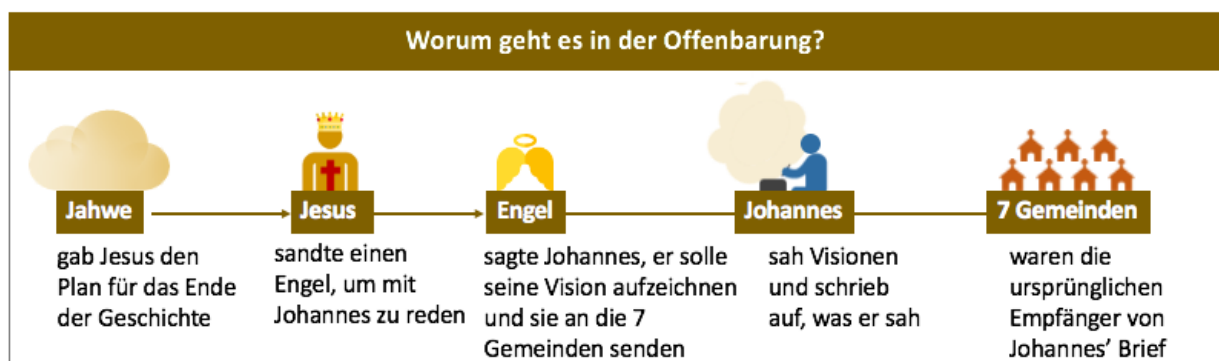 Worum geht es in der Offenbarung?
Jahwe
gab Jesus den
Plan für das Ende
der Geschichte
Jesus
sandte einen
Engel, um mit
Johannes zu reden
Engel
sagte Johannes, er solle
seine Vision aufzeichnen
und sie an die 7
Gemeinden senden
Johannes
sah Visionen
und schrieb
auf, was er sah
7 Gemeinden
waren die
ursprünglichen
Empfänger von
Johannes’ Brief